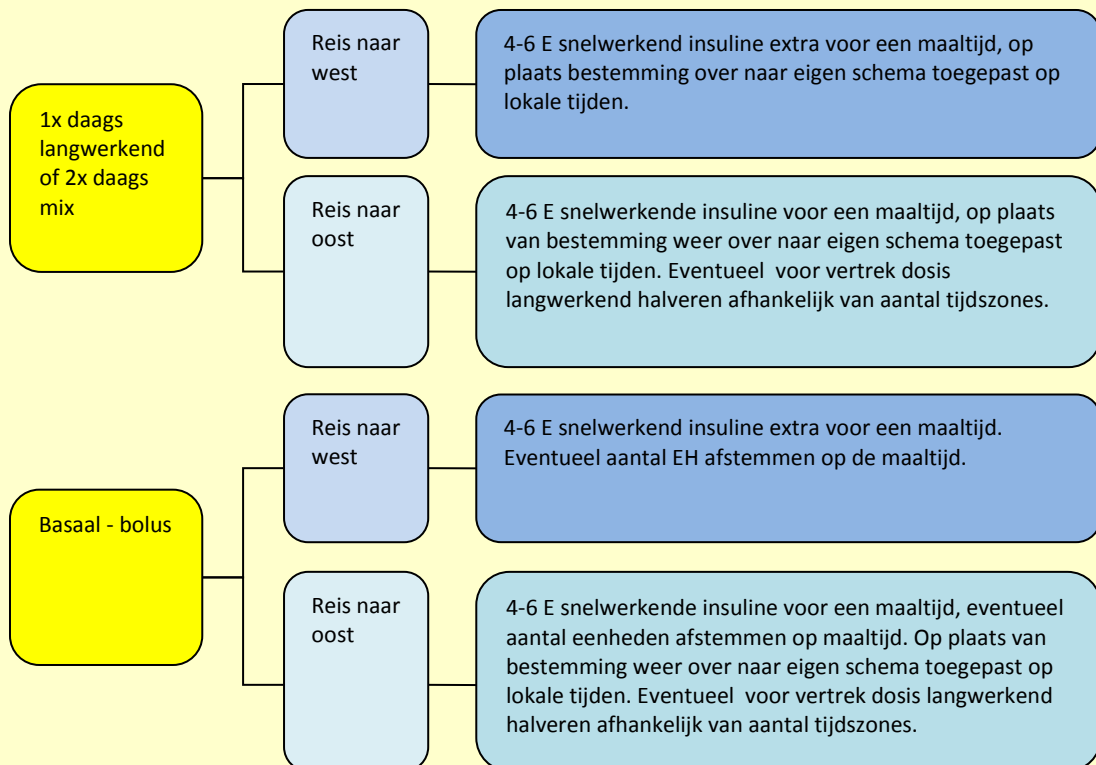 1x daags
langwerkend
of 2x daags
mix
Reis naar
west
4-6 E snelwerkend insuline extra voor een maaltijd, op
plaats bestemming over naar eigen schema toegepast op
lokale tijden.
Reis naar
oost
4-6 E snelwerkende insuline voor een maaltijd, op plaats
van bestemming weer over naar eigen schema toegepast
op lokale tijden. Eventueel voor vertrek dosis
langwerkend halveren afhankelijk van aantal tijdszones.
Basaal - bolus
Reis naar
west
4-6 E snelwerkend insuline extra voor een maaltijd.
Eventueel aantal EH afstemmen op de maaltijd.
Reis naar
oost
4-6 E snelwerkende insuline voor een maaltijd, eventueel
aantal eenheden afstemmen op maaltijd. Op plaats van
bestemming weer over naar eigen schema toegepast op
lokale tijden. Eventueel voor vertrek dosis langwerkend
halveren afhankelijk van aantal tijdszones.